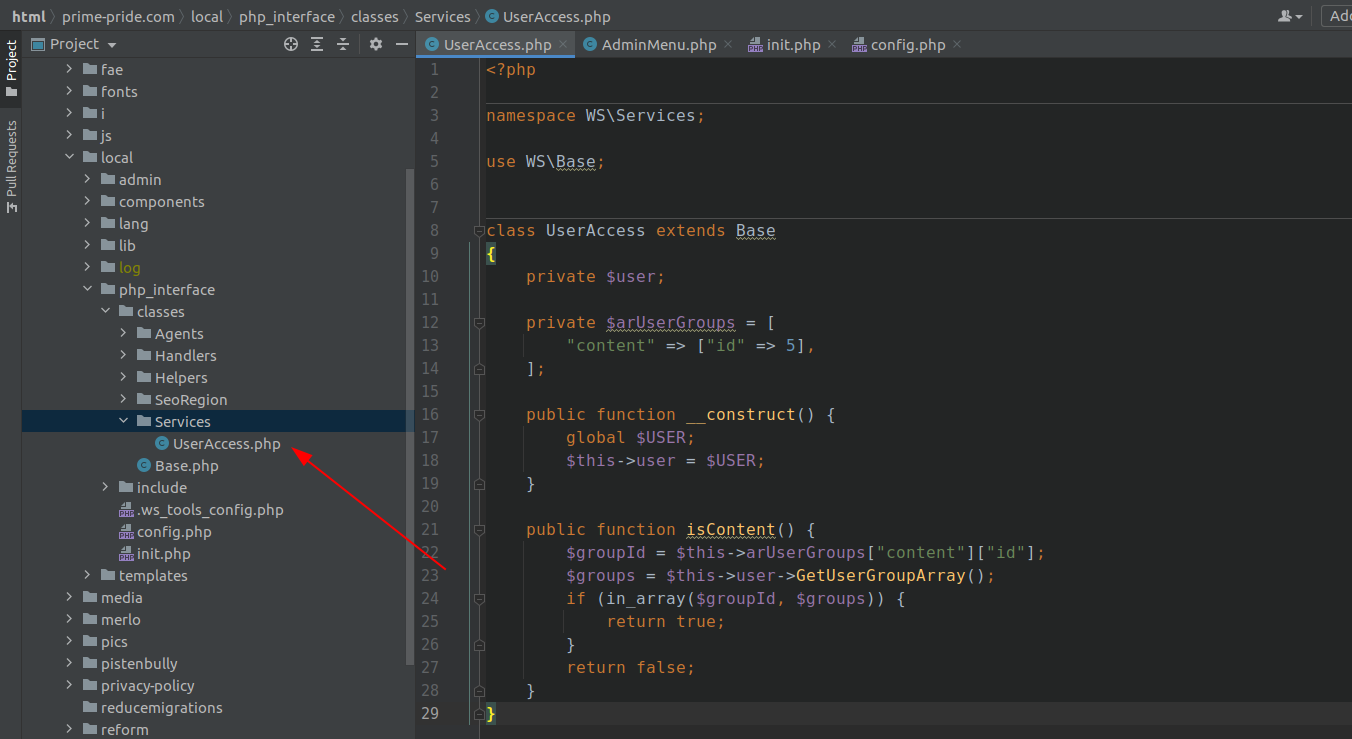 html prime-pride.com local php_interface classes Services UserAccess.php
Project
UserAccess.php AdminMenu.php init.php config.php
Project
Pull Requests
fae
fonts
i
js
local
admin
components
lang
lib
log
php_interface
classes
Agents
Handlers
Helpers
SeoRegion
Services
UserAccess.php
Base.php
include
.ws_tools_config.php
config.php
init.php
templates
media
merlo
pics
pistenbully
privacy-policy
reducemigrations
reform
1 <?php
2
3 namespace WS\Services;
4
5 use WS\Base;
6
7
8 class UserAccess extends Base
9 {
10 private $user;
11
12 private $arUserGroups = [
13 "content" => ["id" => 5],
14 ];
15
16 public function __construct() {
17 global $USER;
18 $this->user = $USER;
19 }
20
21 public function isContent() {
22 $groupId = $this->arUserGroups["content"]["id"];
23 $groups = $this->user->GetUserGroupArray();
24 if (in_array($groupId, $groups)) {
25 return true;
26 }
27 return false;
28 }
29 }